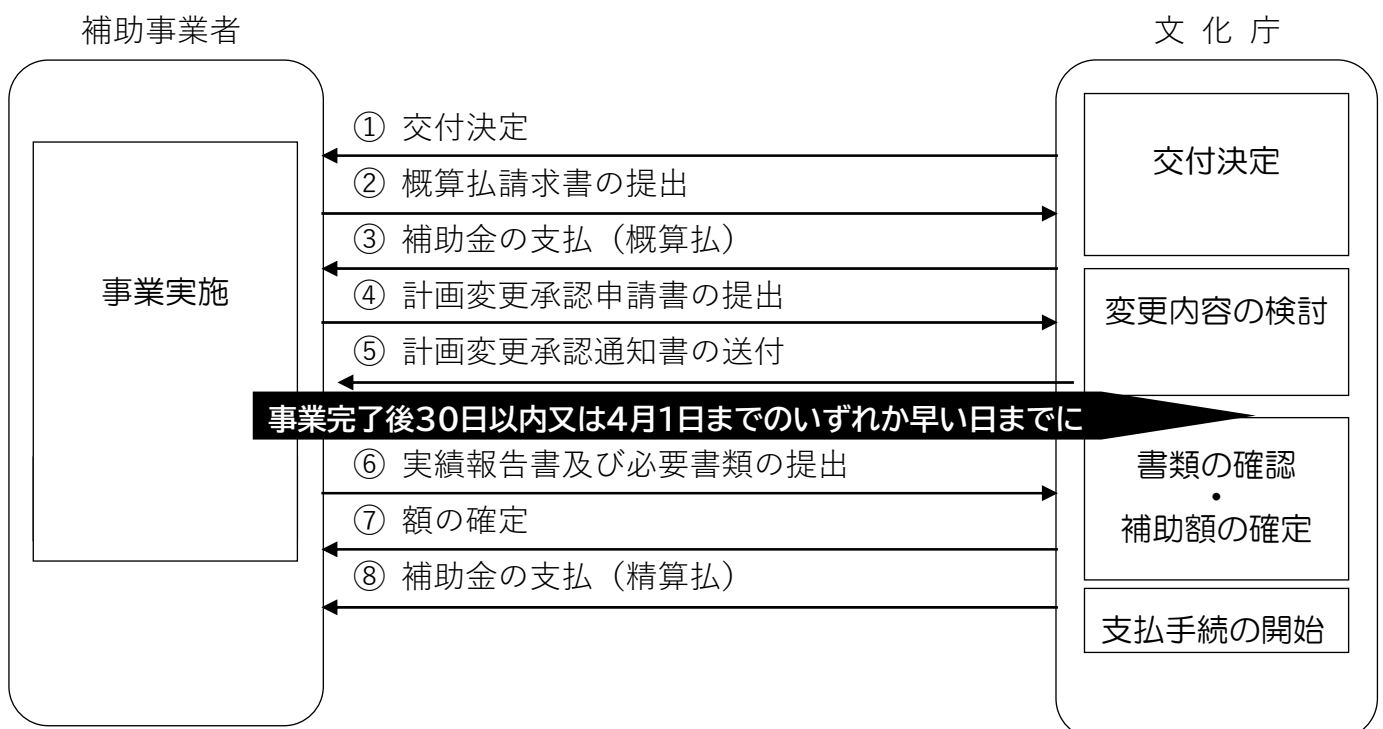 補助事業者
文 化 庁
① 交付決定
交付決定
② 概算払請求書の提出
③ 補助金の支払（概算払）
事業実施
④ 計画変更承認申請書の提出
変更内容の検討
⑤ 計画変更承認通知書の送付
事業完了後30日以内又は4月1日までのいずれか早い日までに
⑥ 実績報告書及び必要書類の提出
書類の確認
・
補助額の確定
⑦ 額の確定
⑧ 補助金の支払（精算払）
支払手続の開始